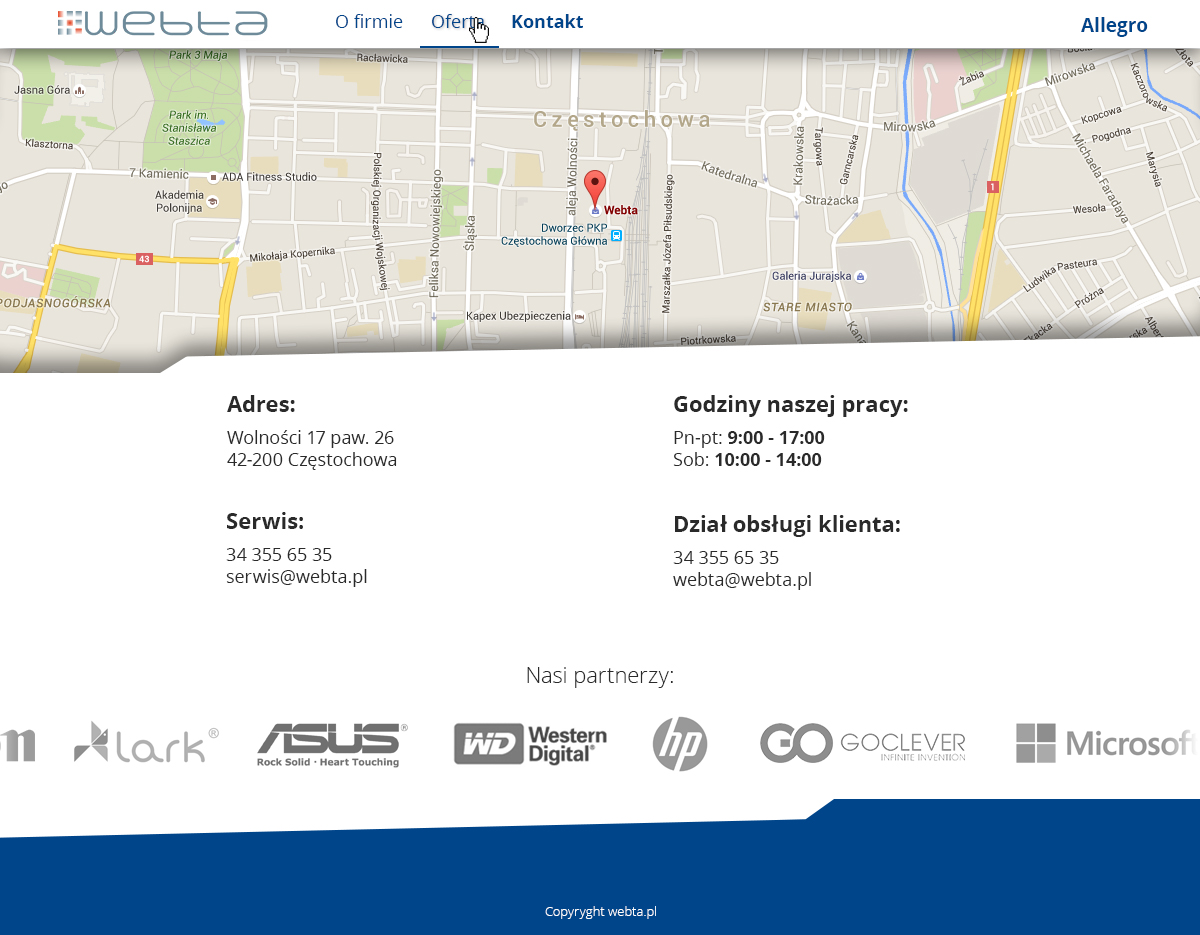 webta
O firmie
Oferta
Kontakt
Allegro
Park 3 Maja
Racławicka
Żabia
Mirowska
Kaczorowska
Złota
Jasna Góra
Park im.
Stanisława
Staszica
Częstochowa
Kopcowa
Pogodna
Mirowska
Klasztorna
7 Kamienic
ADA Fitness Studio
Akademia
Polonijna
Polskiej Organizacji Wojskowej
Feliksa Nowowiejskiego
Śląska
aleja Wolności
Webta
Dworzec PKP
Częstochowa Główna
Marszałka Józefa Piłsudskiego
Katedralna
Krakowska
Targowa
Garncarska
Strażacka
Michaela Faradaya
Marysia
Wesoła
1
43
Mikołaja Kopernika
Galeria Jurajska
Ludwika Pasteura
Próżna
PODJASNOGÓRSKA
STARE MIASTO
Kapex Ubezpieczenia
Piotrkowska
Adres:
Wolności 17 paw. 26
42-200 Częstochowa
Godziny naszej pracy:
Pn-pt: 9:00 - 17:00
Sob: 10:00 - 14:00
Serwis:
34 355 65 35
serwis@webta.pl
Dział obsługi klienta:
34 355 65 35
webta@webta.pl
Nasi partnerzy:
lark®
ASUS®
Rock Solid · Heart Touching
WD Western
Digital®
hp
GO GOCLEVER
INFINITE INVENTION
Microsoft
Copyryght webta.pl